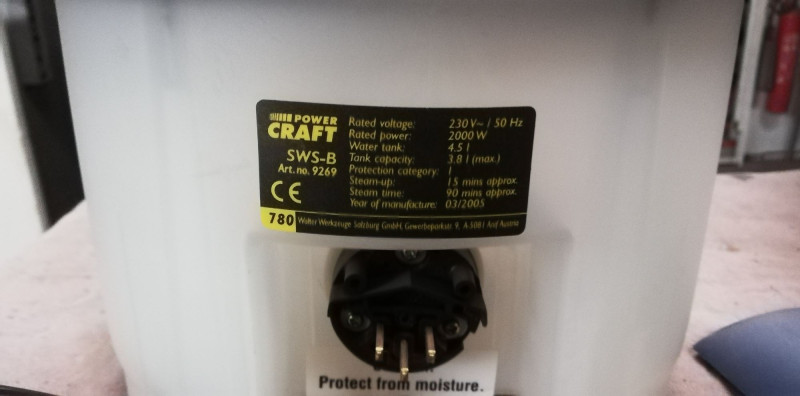 POWER
CRAFT
SWS-B
Art. no. 9269
CE
Rated voltage: 230 V~ / 50 Hz
Rated power: 2000 W
Water tank: 4.5 l
Tank capacity: 3.8 l (max.)
Protection category: I
Steam-up: 15 mins approx.
Steam time: 90 mins approx.
Year of manufacture: 03/2005
780 Walter Werkzeuge Salzburg GmbH, Gewerbeparkstr. 9, A-5081 Anif Austria
Protect from moisture.